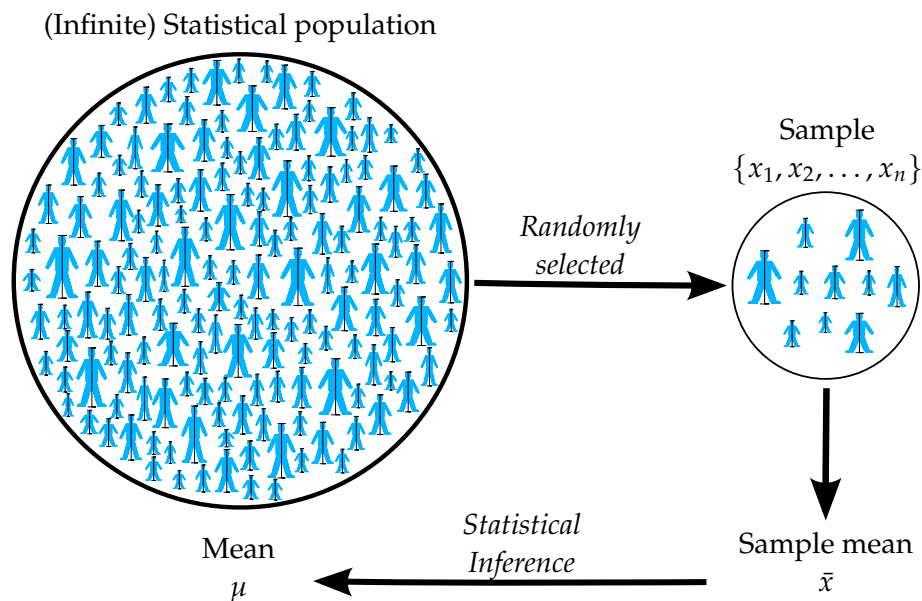 (Infinite) Statistical population
Sample
{x₁, x₂, . . . , xₙ}
Randomly
selected
Statistical
Inference
Mean
μ
Sample mean
x̄